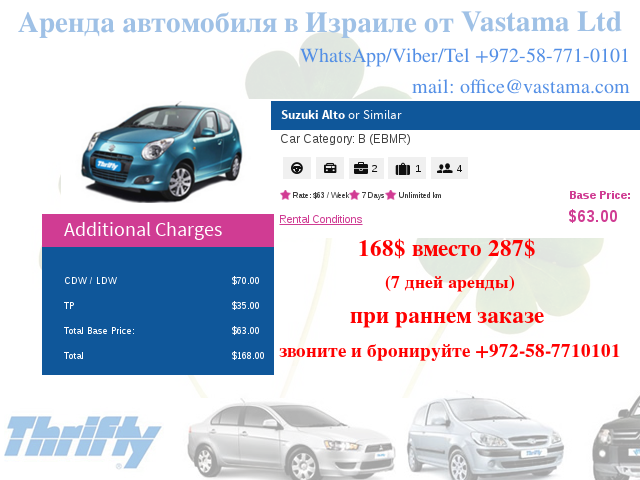 Аренда автомобиля в Израиле от Vastama Ltd
WhatsApp/Viber/Tel +972-58-771-0101
mail: office@vastama.com
Suzuki Alto or Similar
Car Category: B (EBMR)
2 1 4
Rate: $63 / Week 7 Days Unlimited km
Base Price:
Rental Conditions
$63.00
Thrifty
Additional Charges
CDW / LDW $70.00
TP $35.00
Total Base Price: $63.00
Total $168.00
168$ вместо 287$
(7 дней аренды)
при раннем заказе
звоните и бронируйте +972-58-7710101
Thrifty